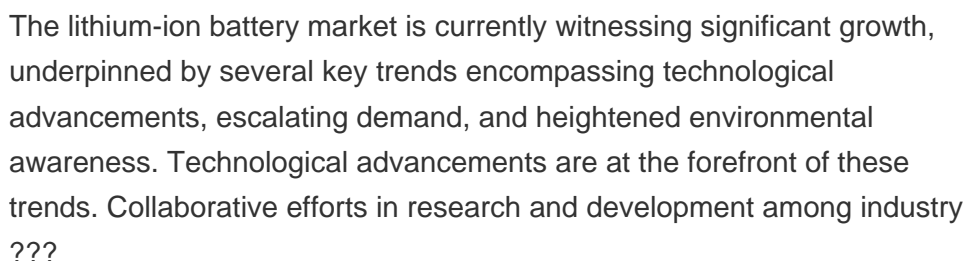 The lithium-ion battery market is currently witnessing significant growth,
underpinned by several key trends encompassing technological
advancements, escalating demand, and heightened environmental
awareness. Technological advancements are at the forefront of these
trends. Collaborative efforts in research and development among industry
???